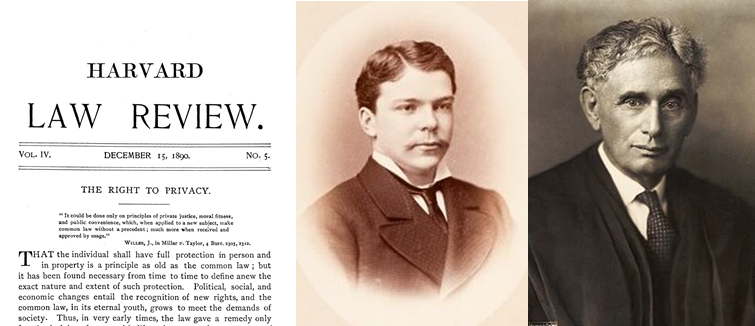 HARVARD
LAW REVIEW.
VOL. IV. DECEMBER 15, 1890. NO. 5.
THE RIGHT TO PRIVACY.
"It could be done only on principles of private justice, moral fitness,
and public convenience, which, when applied to a new subject, make
common law without a precedent; much more when received and
approved by usage."
WILLES, J., in Millar v. Taylor, 4 Burr. 2303, 2312.
THAT the individual shall have full protection in person and
in property is a principle as old as the common law; but
it has been found necessary from time to time to define anew the
exact nature and extent of such protection. Political, social, and
economic changes entail the recognition of new rights, and the
common law, in its eternal youth, grows to meet the demands of
society. Thus, in very early times, the law gave a remedy only